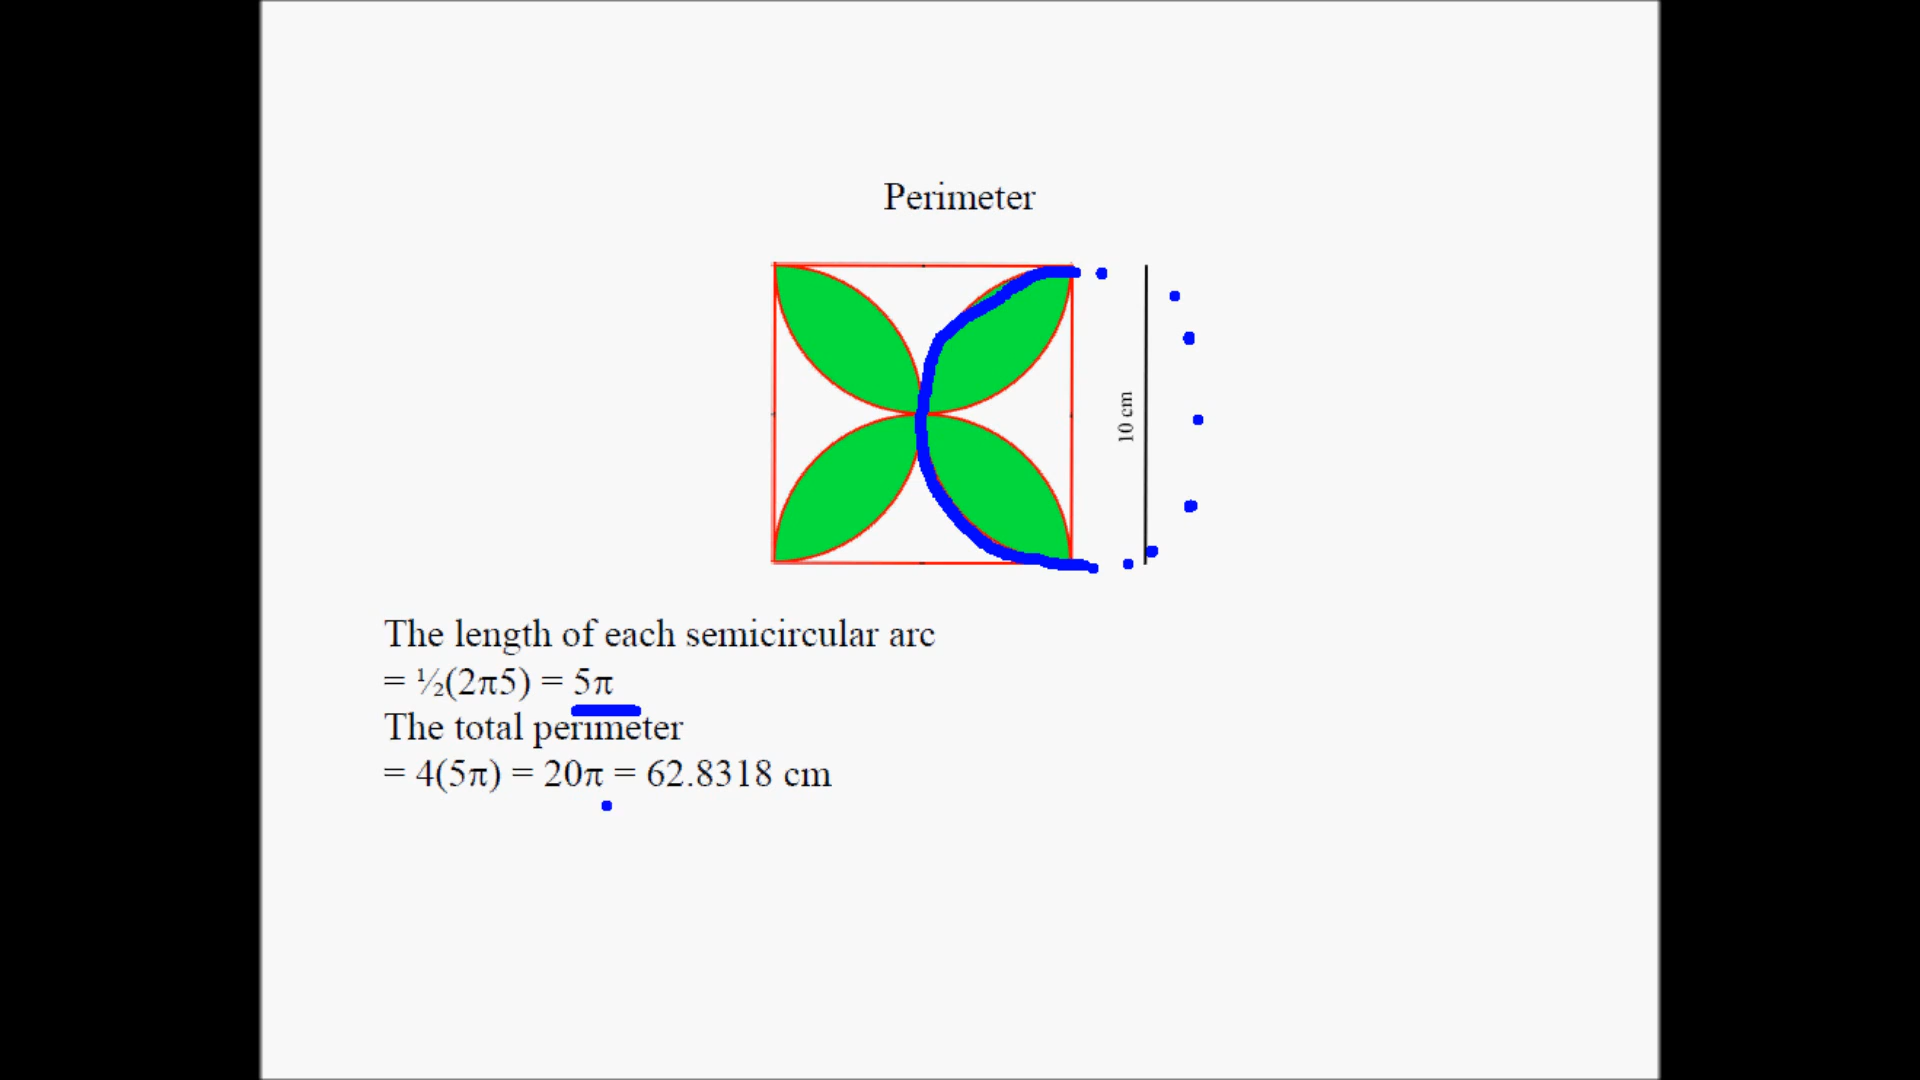 Perimeter
10 cm
The length of each semicircular arc
= ½(2π5) = 5π
The total perimeter
= 4(5π) = 20π = 62.8318 cm